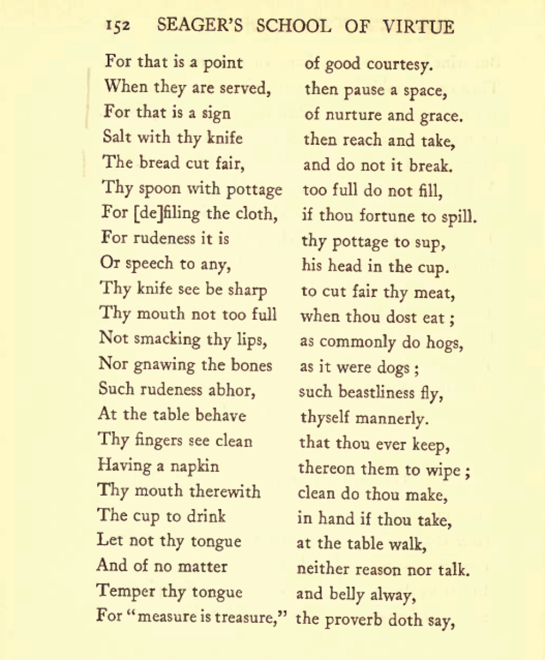 152 SEAGER'S SCHOOL OF VIRTUE
For that is a point of good courtesy.
When they are served, then pause a space,
For that is a sign of nurture and grace.
Salt with thy knife then reach and take,
The bread cut fair, and do not it break.
Thy spoon with pottage too full do not fill,
For [de]filing the cloth, if thou fortune to spill.
For rudeness it is thy pottage to sup,
Or speech to any, his head in the cup.
Thy knife see be sharp to cut fair thy meat,
Thy mouth not too full when thou dost eat ;
Not smacking thy lips, as commonly do hogs,
Nor gnawing the bones as it were dogs ;
Such rudeness abhor, such beastliness fly,
At the table behave thyself mannerly.
Thy fingers see clean that thou ever keep,
Having a napkin thereon them to wipe ;
Thy mouth therewith clean do thou make,
The cup to drink in hand if thou take,
Let not thy tongue at the table walk,
And of no matter neither reason nor talk.
Temper thy tongue and belly alway,
For "measure is treasure," the proverb doth say,